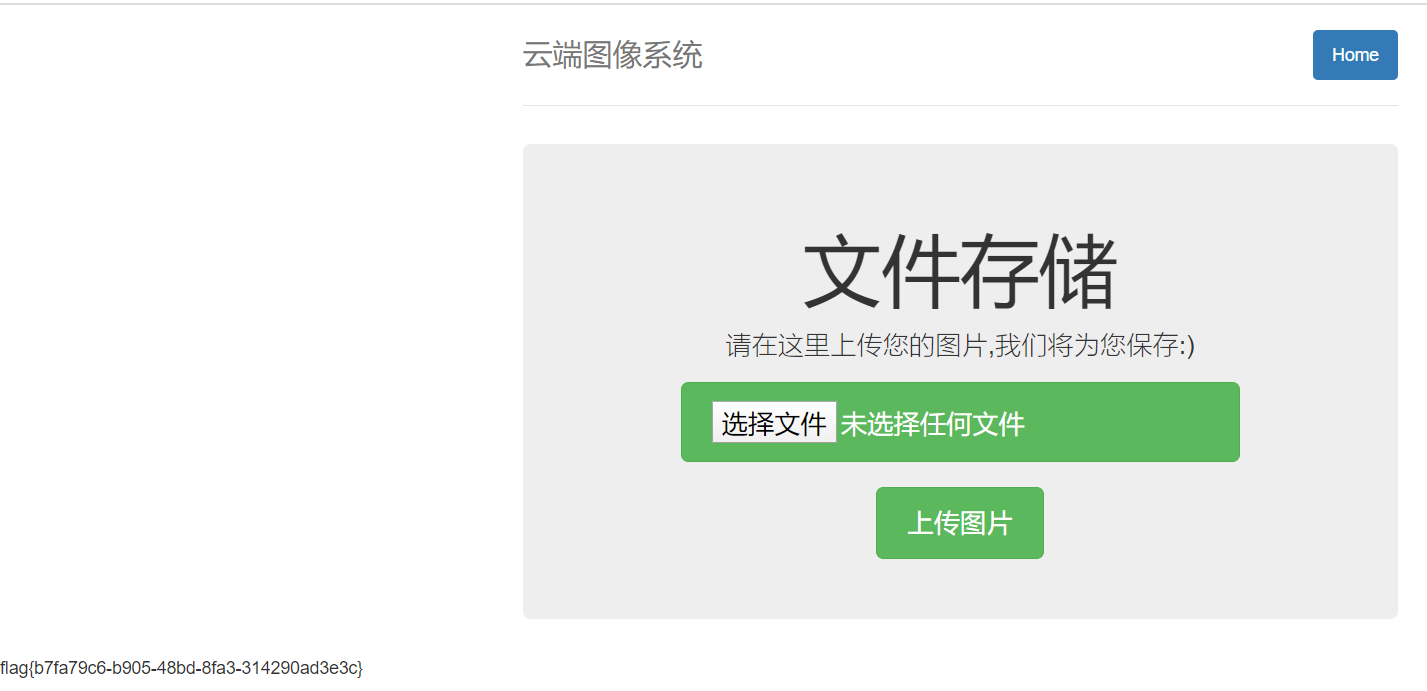 云端图像系统
Home
文件存储
请在这里上传您的图片,我们将为您保存:)
选择文件 未选择任何文件
上传图片
flag{b7fa79c6-b905-48bd-8fa3-314290ad3e3c}